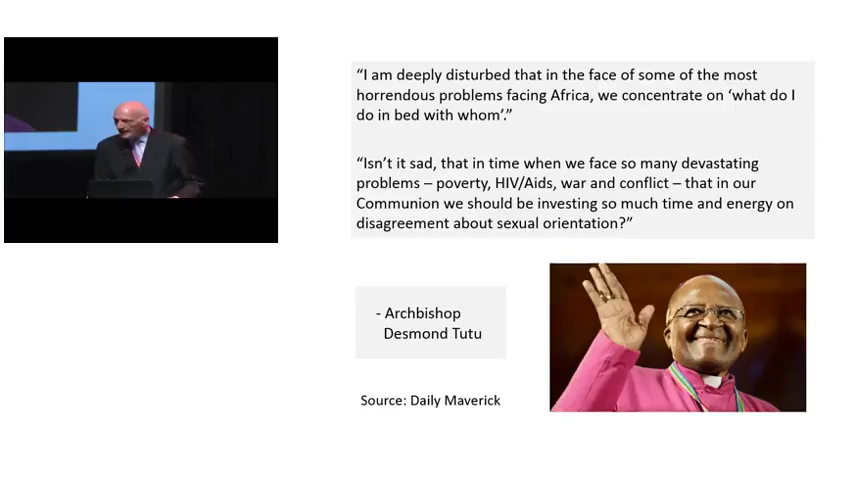 “I am deeply disturbed that in the face of some of the most
horrendous problems facing Africa, we concentrate on ‘what do I
do in bed with whom’.”
“Isn’t it sad, that in time when we face so many devastating
problems – poverty, HIV/Aids, war and conflict – that in our
Communion we should be investing so much time and energy on
disagreement about sexual orientation?”
- Archbishop
Desmond Tutu
Source: Daily Maverick